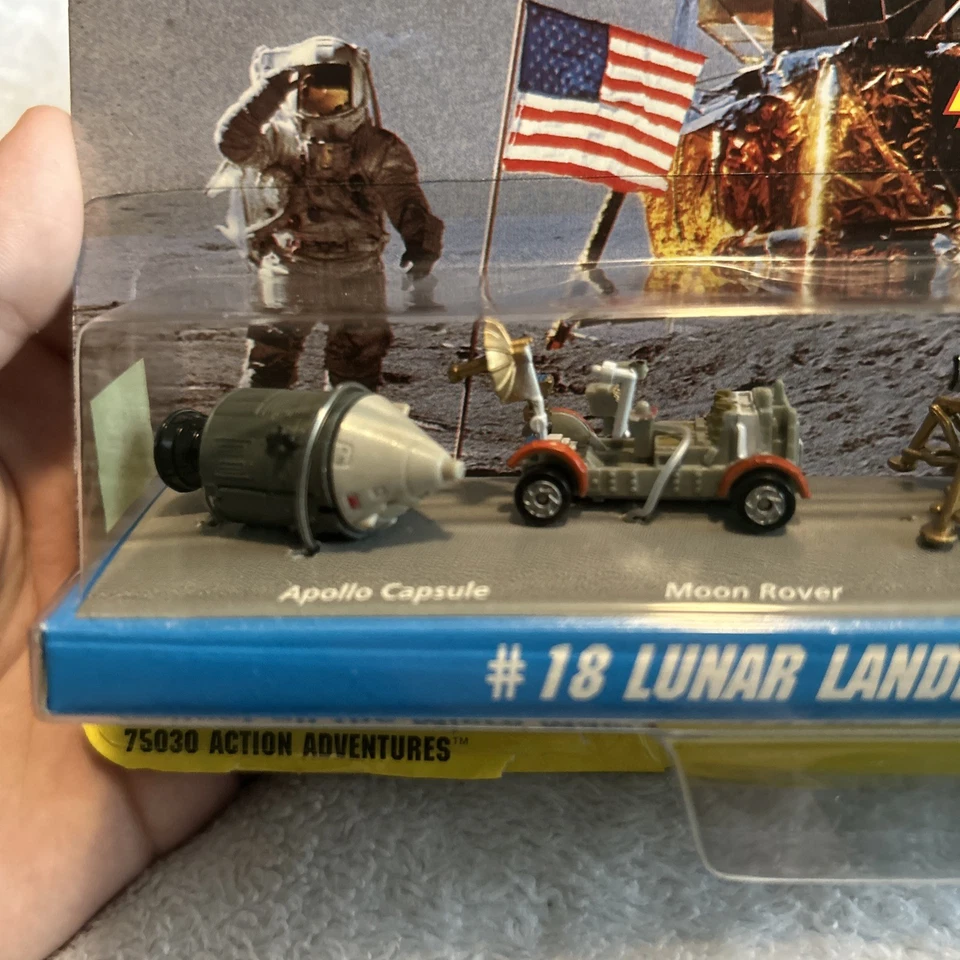 Apollo Capsule
Moon Rover
# 18 LUNAR LAND
75030 ACTION ADVENTURES™